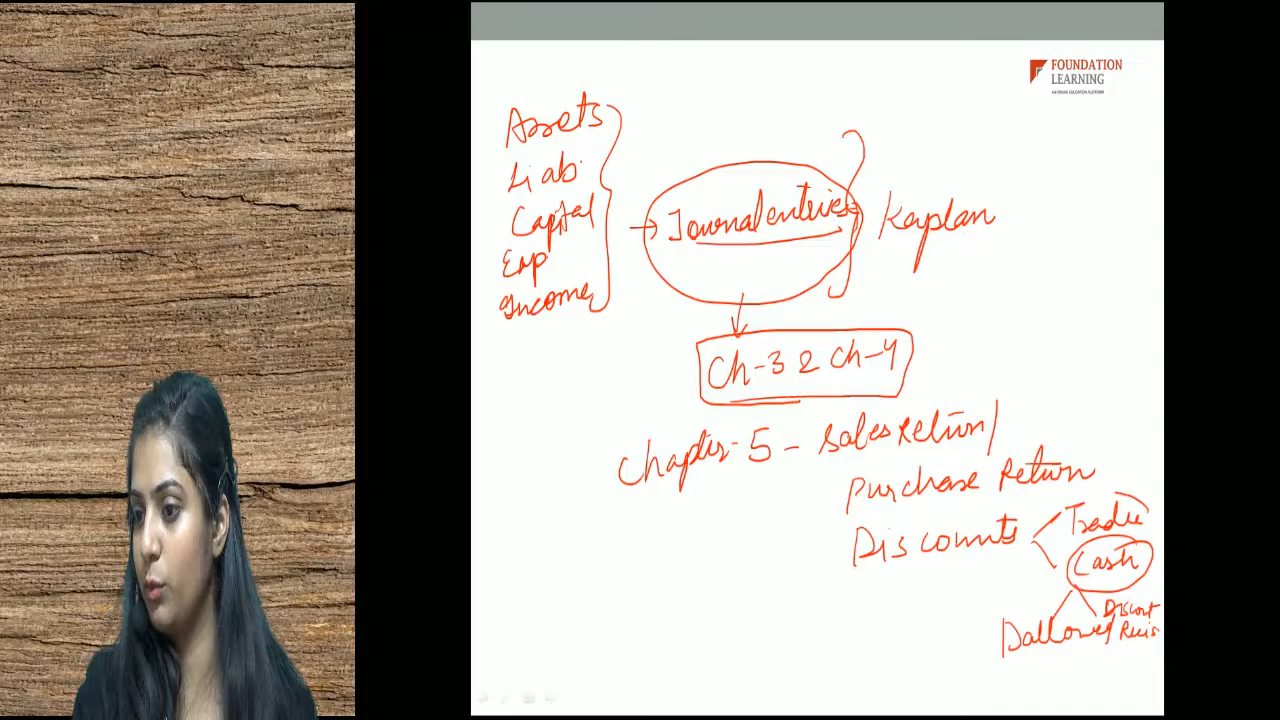 FOUNDATION
LEARNING
Assets
Liab.
Capital
Exp
Income
→ Journal entries
Kaplan
Ch-3 & Ch-4
Chapter-5 - Sales Return/
Purchase Return
Discounts
Trade
Cash
Discount
Dallowed